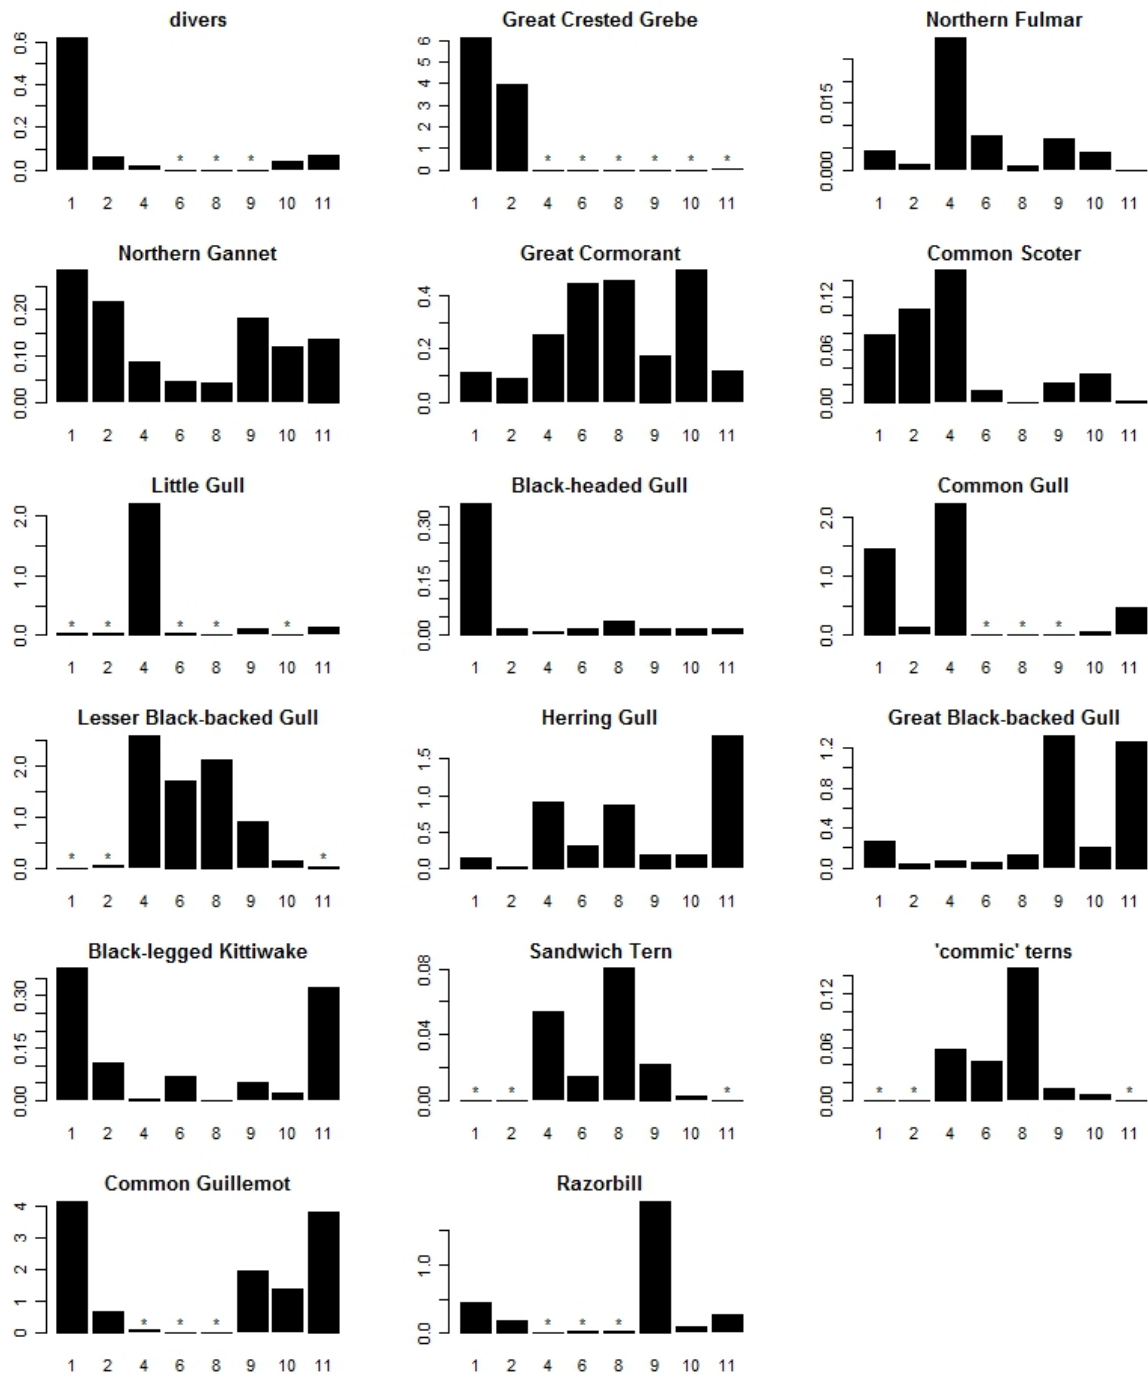 divers
0.0 0.2 0.4 0.6
* * *
1 2 4 6 8 9 10 11
Great Crested Grebe
0 1 2 3 4 5 6
* * * * * *
1 2 4 6 8 9 10 11
Northern Fulmar
0.000 0.015
1 2 4 6 8 9 10 11
Northern Gannet
0.00 0.10 0.20
1 2 4 6 8 9 10 11
Great Cormorant
0.0 0.2 0.4
1 2 4 6 8 9 10 11
Common Scoter
0.00 0.06 0.12
1 2 4 6 8 9 10 11
Little Gull
0.0 1.0 2.0
* * * * *
1 2 4 6 8 9 10 11
Black-headed Gull
0.00 0.15 0.30
1 2 4 6 8 9 10 11
Common Gull
0.0 1.0 2.0
* * *
1 2 4 6 8 9 10 11
Lesser Black-backed Gull
0.0 1.0 2.0
* * *
1 2 4 6 8 9 10 11
Herring Gull
0.0 0.5 1.0 1.5
1 2 4 6 8 9 10 11
Great Black-backed Gull
0.0 0.4 0.8 1.2
1 2 4 6 8 9 10 11
Black-legged Kittiwake
0.00 0.15 0.30
1 2 4 6 8 9 10 11
Sandwich Tern
0.00 0.04 0.08
* * *
1 2 4 6 8 9 10 11
'commic' terns
0.00 0.06 0.12
* * *
1 2 4 6 8 9 10 11
Common Guillemot
0 1 2 3 4
* * *
1 2 4 6 8 9 10 11
Razorbill
0.0 1.0
* * *
1 2 4 6 8 9 10 11